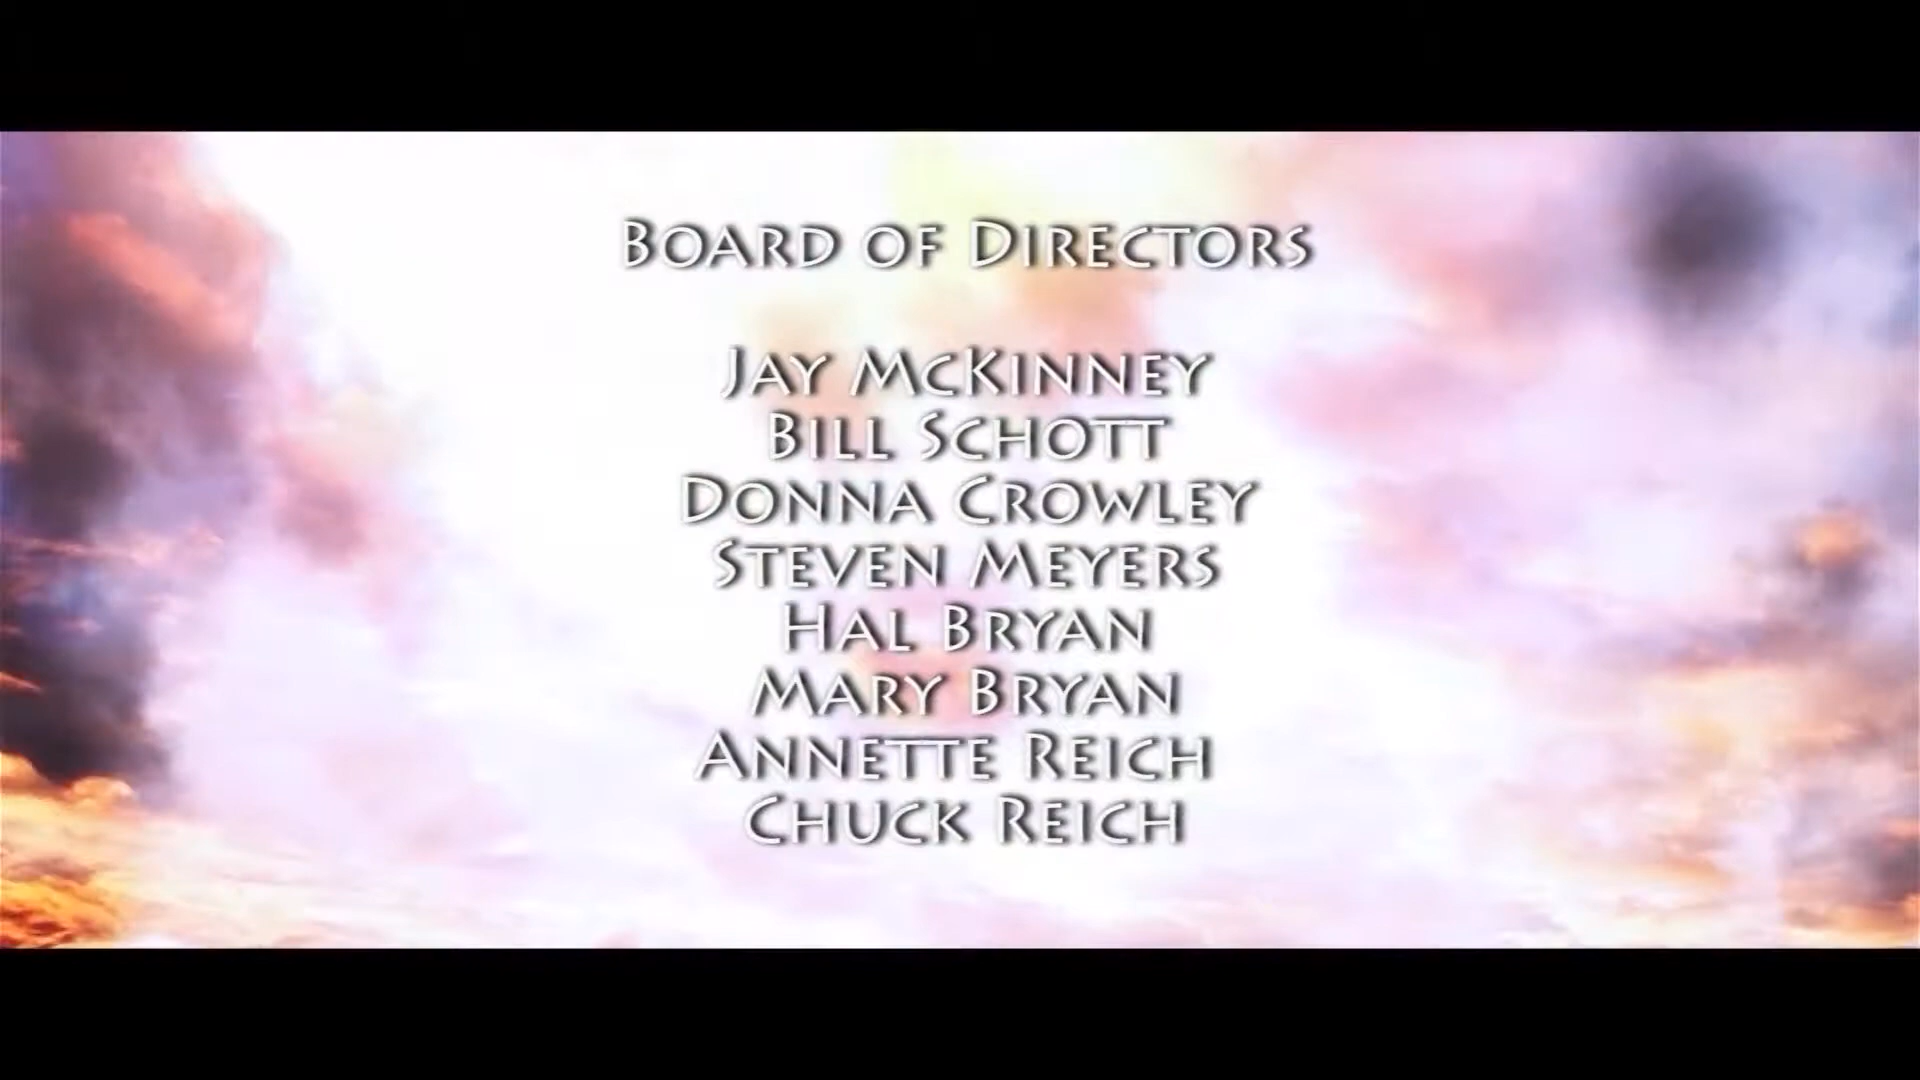 Board of Directors
Jay McKinney
Bill Schott
Donna Crowley
Steven Meyers
Hal Bryan
Mary Bryan
Annette Reich
Chuck Reich